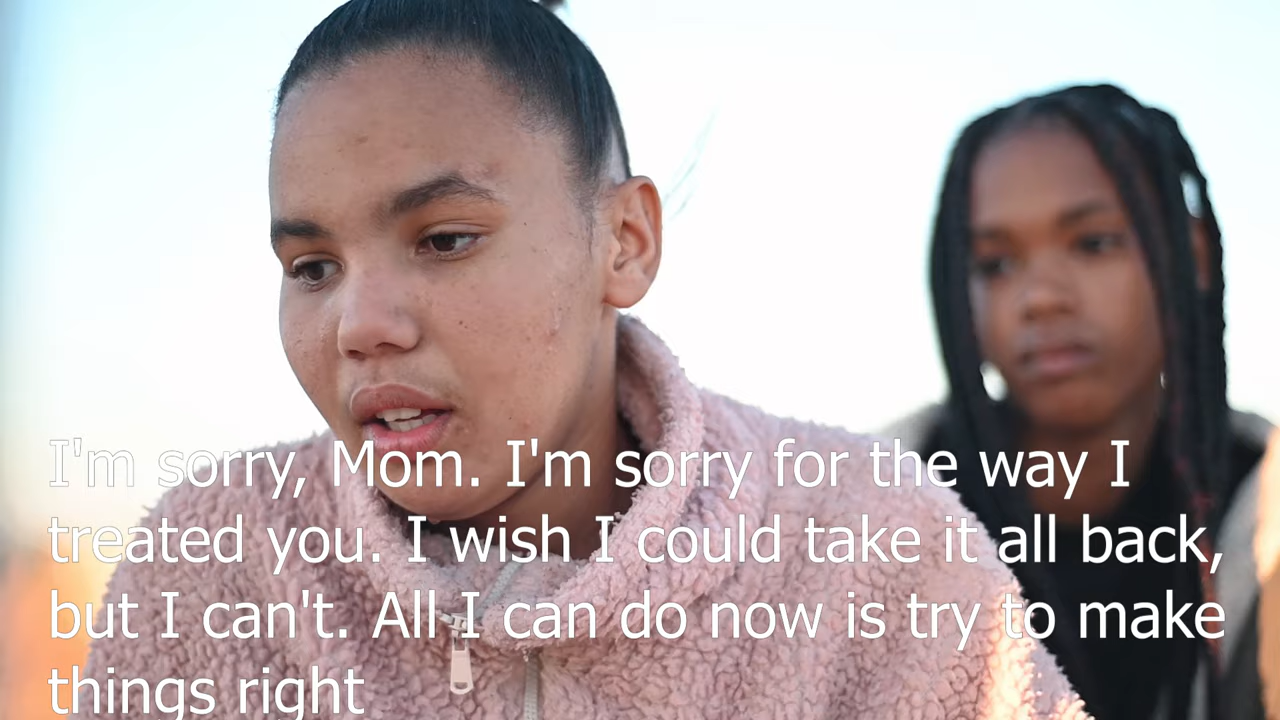 I'm sorry, Mom. I'm sorry for the way I
treated you. I wish I could take it all back,
but I can't. All I can do now is try to make
things right